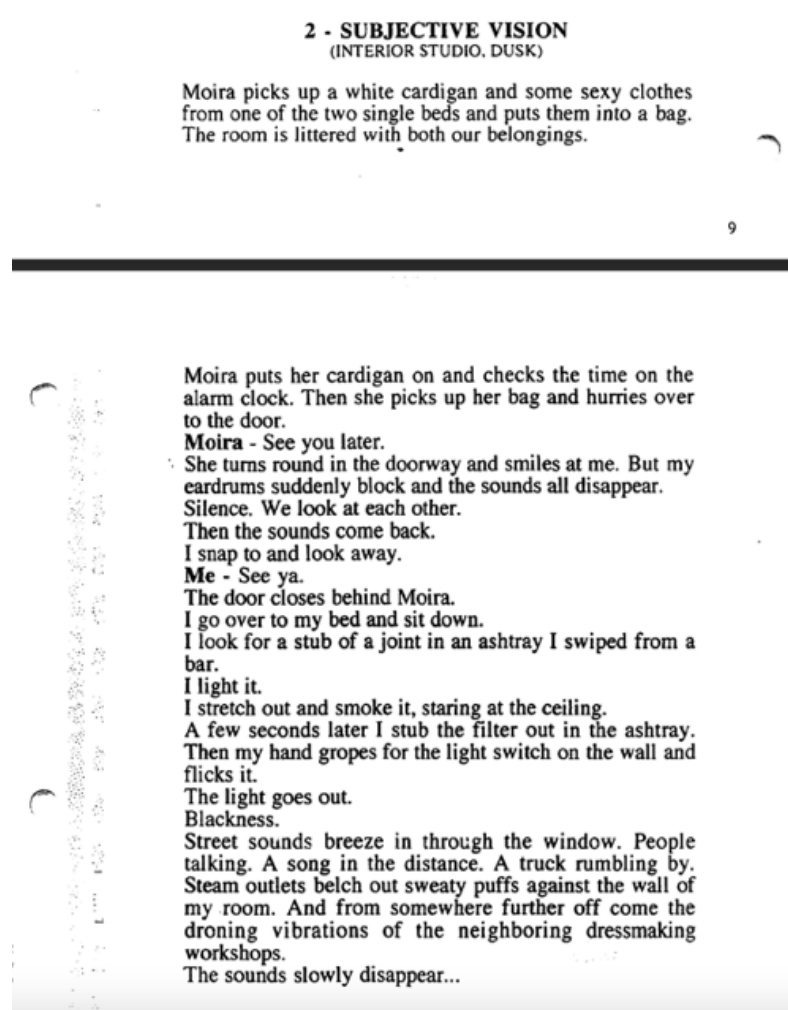 2 - SUBJECTIVE VISION
(INTERIOR STUDIO, DUSK)
Moira picks up a white cardigan and some sexy clothes
from one of the two single beds and puts them into a bag.
The room is littered with both our belongings.
9
Moira puts her cardigan on and checks the time on the
alarm clock. Then she picks up her bag and hurries over
to the door.
Moira - See you later.
She turns round in the doorway and smiles at me. But my
eardrums suddenly block and the sounds all disappear.
Silence. We look at each other.
Then the sounds come back.
I snap to and look away.
Me - See ya.
The door closes behind Moira.
I go over to my bed and sit down.
I look for a stub of a joint in an ashtray I swiped from a
bar.
I light it.
I stretch out and smoke it, staring at the ceiling.
A few seconds later I stub the filter out in the ashtray.
Then my hand gropes for the light switch on the wall and
flicks it.
The light goes out.
Blackness.
Street sounds breeze in through the window. People
talking. A song in the distance. A truck rumbling by.
Steam outlets belch out sweaty puffs against the wall of
my room. And from somewhere further off come the
droning vibrations of the neighboring dressmaking
workshops.
The sounds slowly disappear...